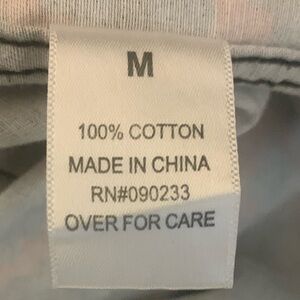 M
100% COTTON
MADE IN CHINA
RN#090233
OVER FOR CARE